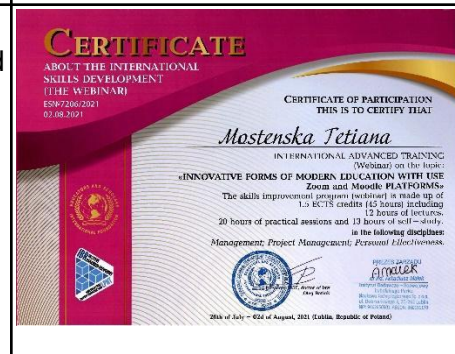 CERTIFICATE
ABOUT THE INTERNATIONAL
SKILLS DEVELOPMENT
(THE WEBINAR)
ESN№7206/2021
02.08.2021
CERTIFICATE OF PARTICIPATION
THIS IS TO CERTIFY THAT
Mostenska Tetiana
INTERNATIONAL ADVANCED TRAINING
(Webinar) on the topic:
«INNOVATIVE FORMS OF MODERN EDUCATION WITH USE
Zoom and Moodle PLATFORMS»
The skills improvement program (webinar) is made up of
1.5 ECTS credits (45 hours) including
12 hours of lectures,
20 hours of practical sessions and 13 hours of self-study.
in the following disciplines:
Management; Project Management; Personal Effectiveness.
PREZES ZARZĄDU
26th of July – 02d of August, 2021 (Lublin, Republic of Poland)